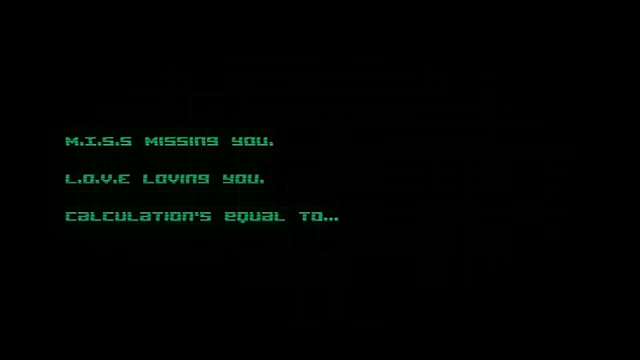 M.I.S.S MISSING YOU.
L.O.V.E LOVING YOU.
CALCULATION'S EQUAL TO...